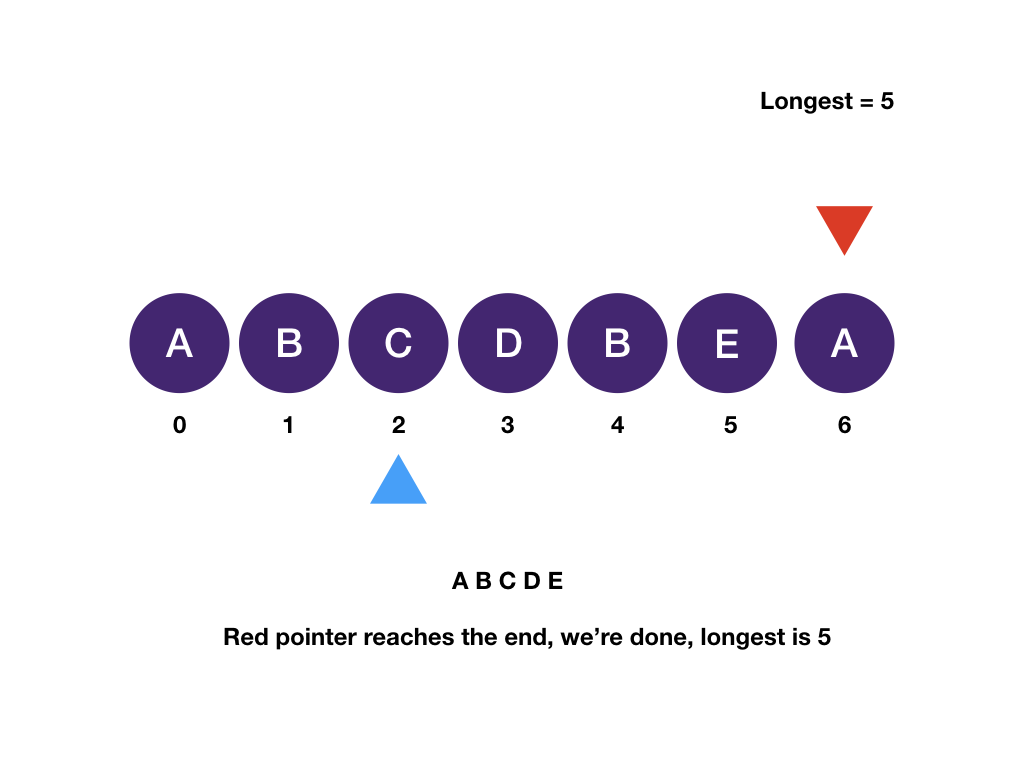 Longest = 5
A B C D B E A
0 1 2 3 4 5 6
A B C D E
Red pointer reaches the end, we’re done, longest is 5